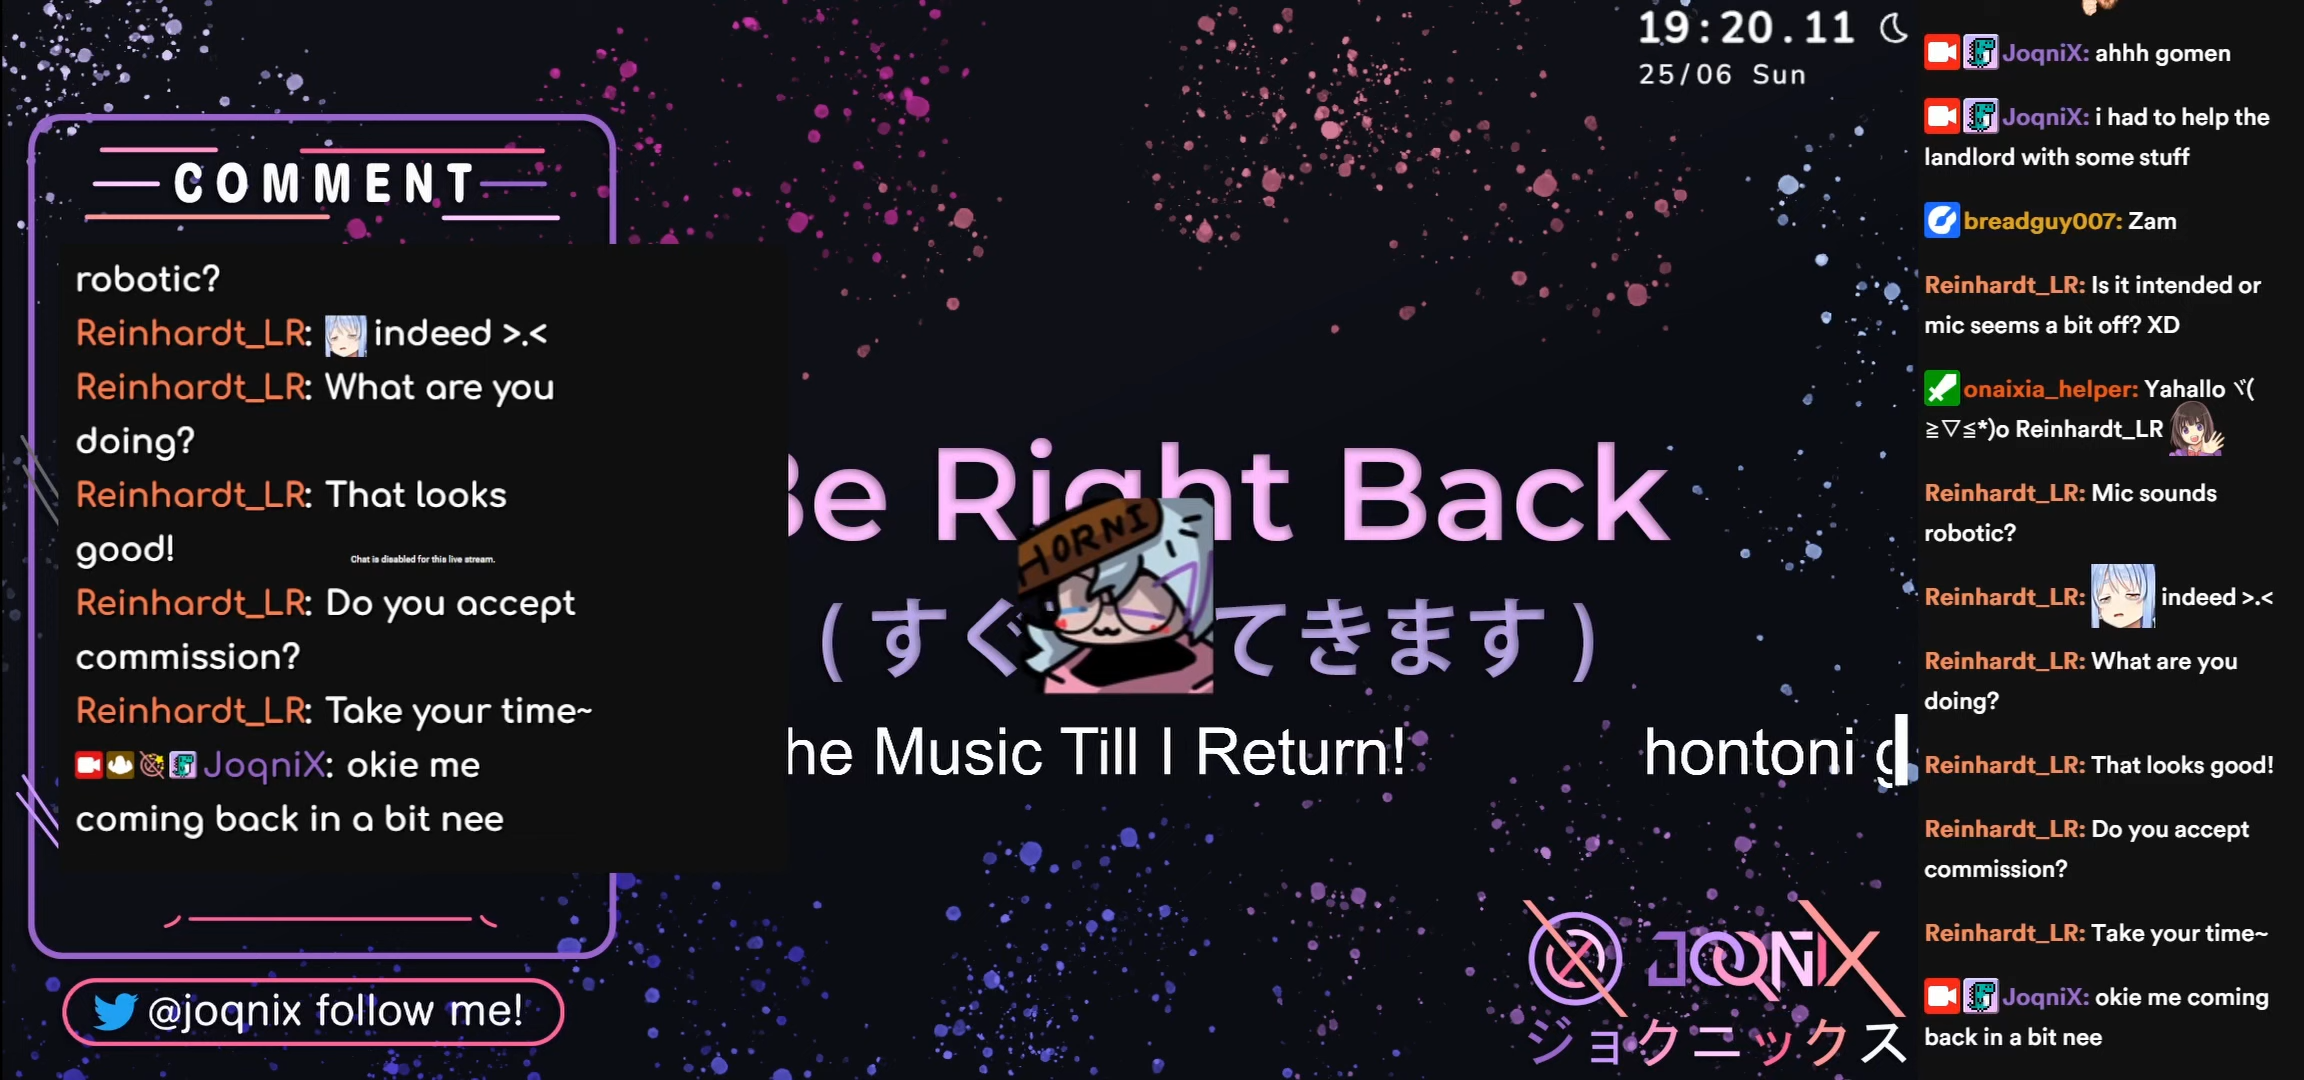 19:20.11
25/06 Sun
COMMENT
robotic?
Reinhardt_LR: indeed >.<
Reinhardt_LR: What are you
doing?
Reinhardt_LR: That looks
good!
Chat is disabled for this live stream.
Reinhardt_LR: Do you accept
commission?
Reinhardt_LR: Take your time~
JoqniX: okie me
coming back in a bit nee
@joqnix follow me!
Be Right Back
HORNI
(すぐ てきます)
he Music Till I Return!
hontoni
JOQNIX
ジョクニックス
JoqniX: ahhh gomen
JoqniX: i had to help the
landlord with some stuff
breadguy007: Zam
Reinhardt_LR: Is it intended or
mic seems a bit off? XD
onaixia_helper: Yahallo ヾ(
≧▽≦*)o Reinhardt_LR
Reinhardt_LR: Mic sounds
robotic?
Reinhardt_LR: indeed >.<
Reinhardt_LR: What are you
doing?
Reinhardt_LR: That looks good!
Reinhardt_LR: Do you accept
commission?
Reinhardt_LR: Take your time~
JoqniX: okie me coming
back in a bit nee